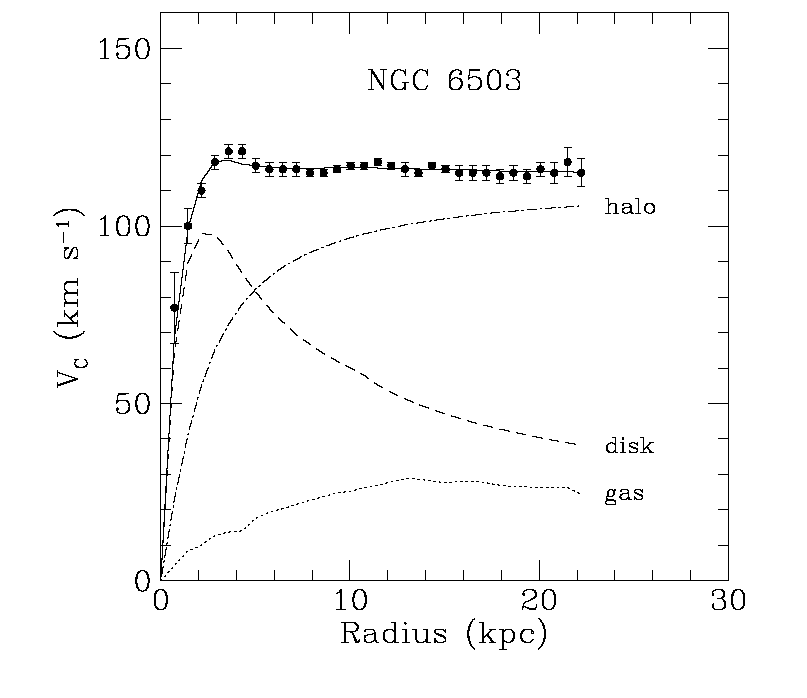 NGC 6503
150
100
50
0
V_C (km s⁻¹)
halo
disk
gas
0 10 20 30
Radius (kpc)